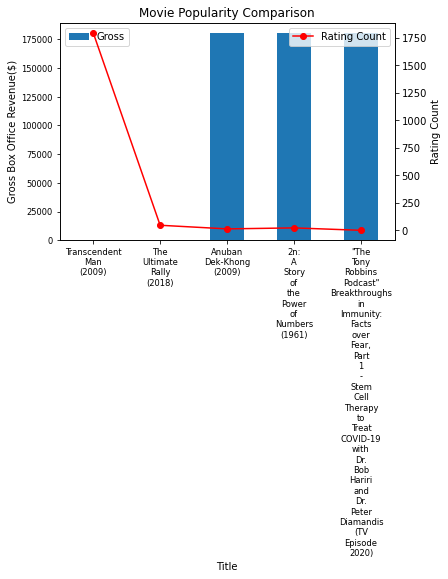 Movie Popularity Comparison
Gross
Rating Count
Gross Box Office Revenue($)
175000
150000
125000
100000
75000
50000
25000
0
1750
1500
1250
1000
750
500
250
0
Rating Count
Transcendent
Man
(2009)
The
Ultimate
Rally
(2018)
Anuban
Dek-Khong
(2009)
2n:
A
Story
of
the
Power
of
Numbers
(1961)
"The
Tony
Robbins
Podcast"
Breakthroughs
in
Immunity:
Facts
over
Fear,
Part
1
-
Stem
Cell
Therapy
to
Treat
COVID-19
with
Dr.
Bob
Hariri
and
Dr.
Peter
Diamandis
(TV
Episode
2020)
Title